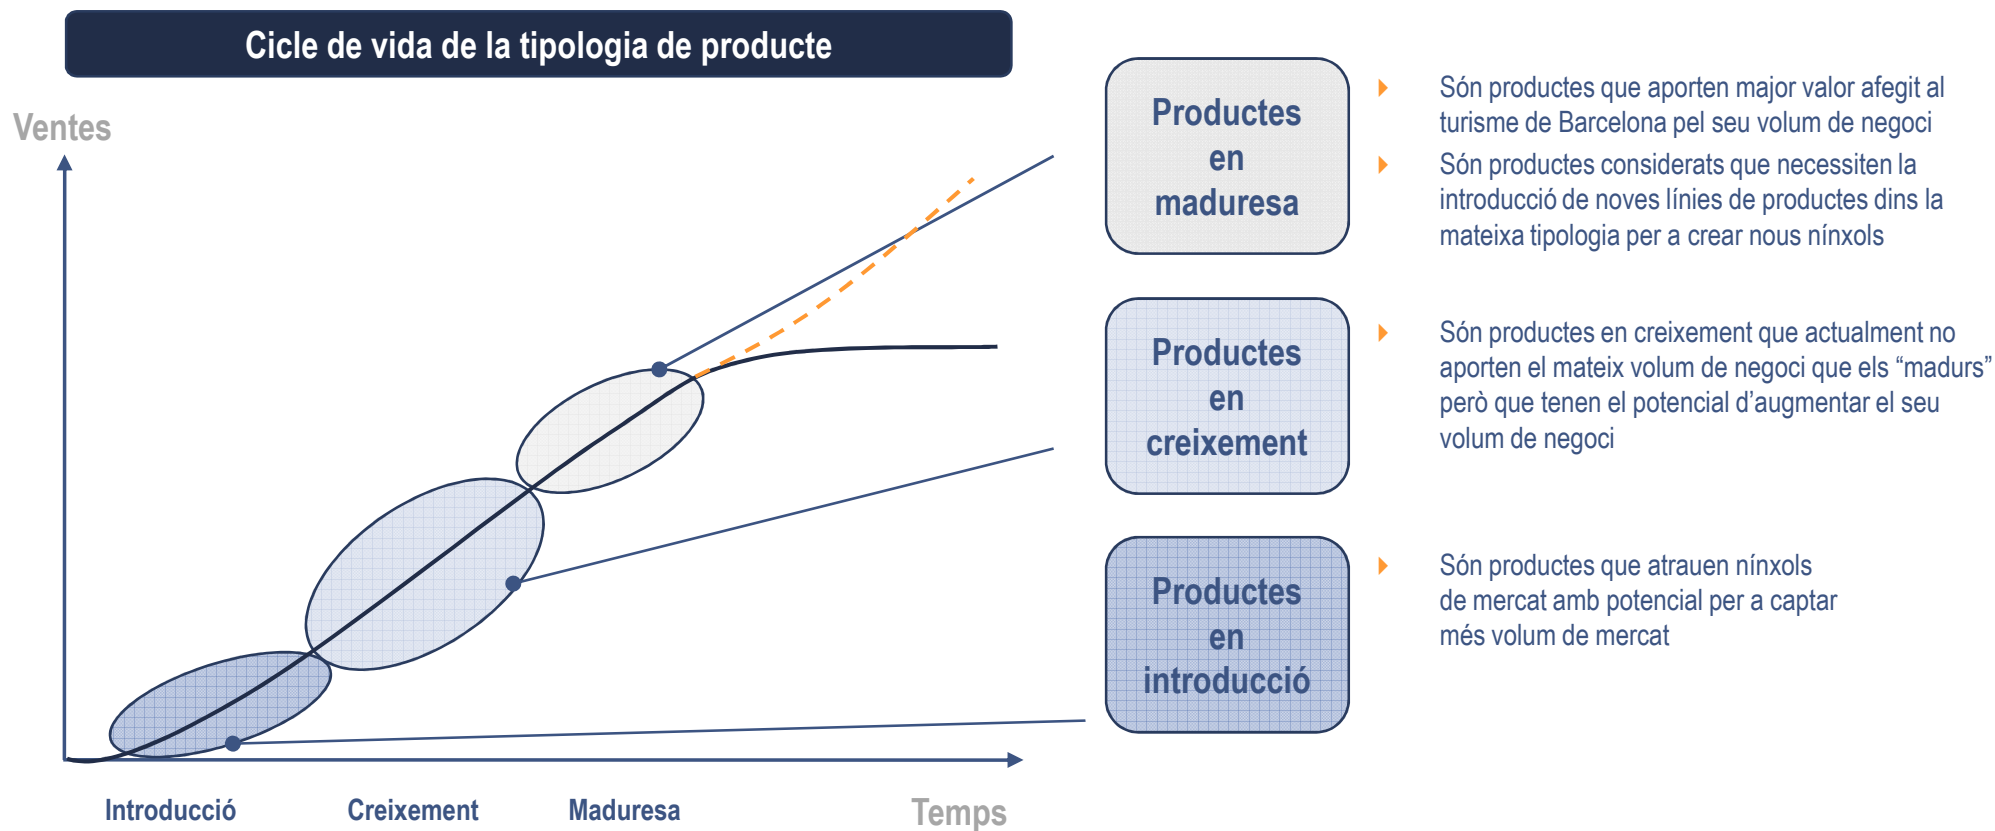 Cicle de vida de la tipologia de producte
Ventes
Introducció
Creixement
Maduresa
Temps
Productes
en
maduresa
Són productes que aporten major valor afegit al
turisme de Barcelona pel seu volum de negoci
Són productes considerats que necessiten la
introducció de noves línies de productes dins la
mateixa tipologia per a crear nous nínxols
Productes
en
creixement
Són productes en creixement que actualment no
aporten el mateix volum de negoci que els “madurs”
però que tenen el potencial d’augmentar el seu
volum de negoci
Productes
en
introducció
Són productes que atrauen nínxols
de mercat amb potencial per a captar
més volum de mercat